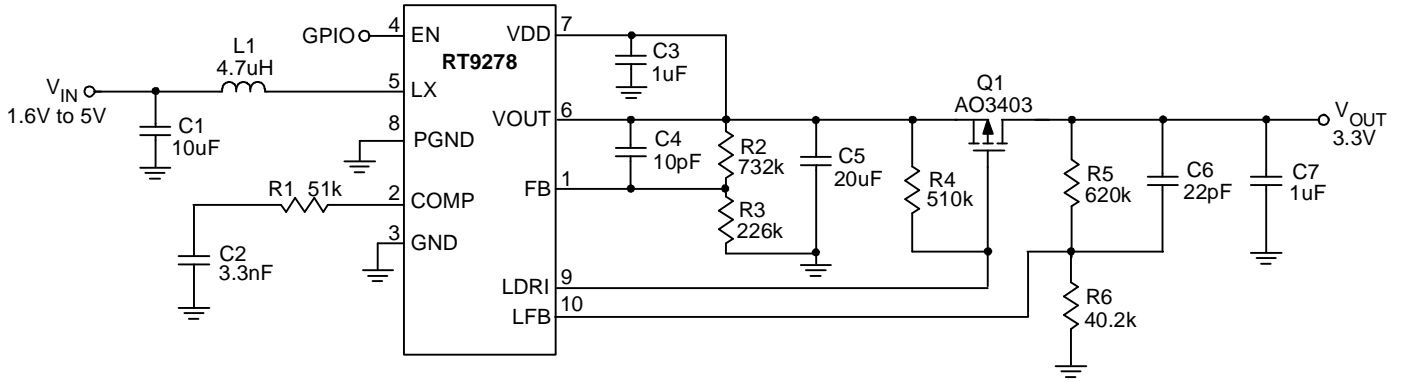 GPIO
4
EN
VDD
7
RT9278
L1
4.7uH
C3
1uF
VIN
1.6V to 5V
5
LX
C1
10uF
8
PGND
VOUT
6
C4
10pF
R2
732k
C5
20uF
R4
510k
Q1
AO3403
VOUT
3.3V
R5
620k
C6
22pF
C7
1uF
R1 51k
2
COMP
FB
1
R3
226k
3
GND
C2
3.3nF
LDRI
9
LFB
10
R6
40.2k